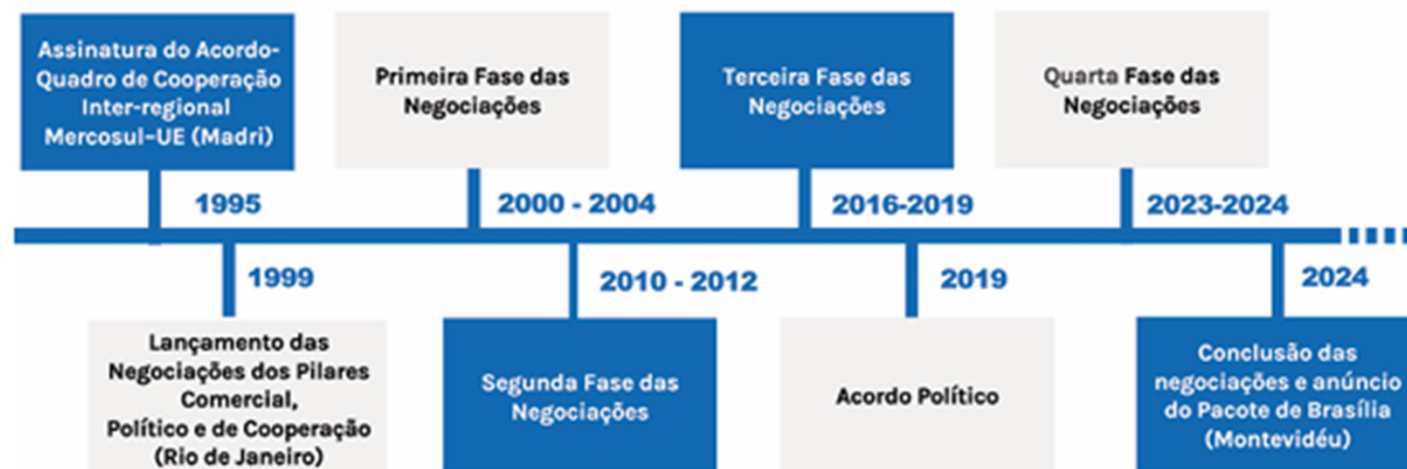 Assinatura do Acordo-
Quadro de Cooperação
Inter-regional
Mercosul-UE (Madri)
1995
Primeira Fase das
Negociações
2000 - 2004
Terceira Fase das
Negociações
2016-2019
Quarta Fase das
Negociações
2023-2024
1999
Lançamento das
Negociações dos Pilares
Comercial,
Político e de Cooperação
(Rio de Janeiro)
2010 - 2012
Segunda Fase das
Negociações
2019
Acordo Político
2024
Conclusão das
negociações e anúncio
do Pacote de Brasília
(Montevidéu)